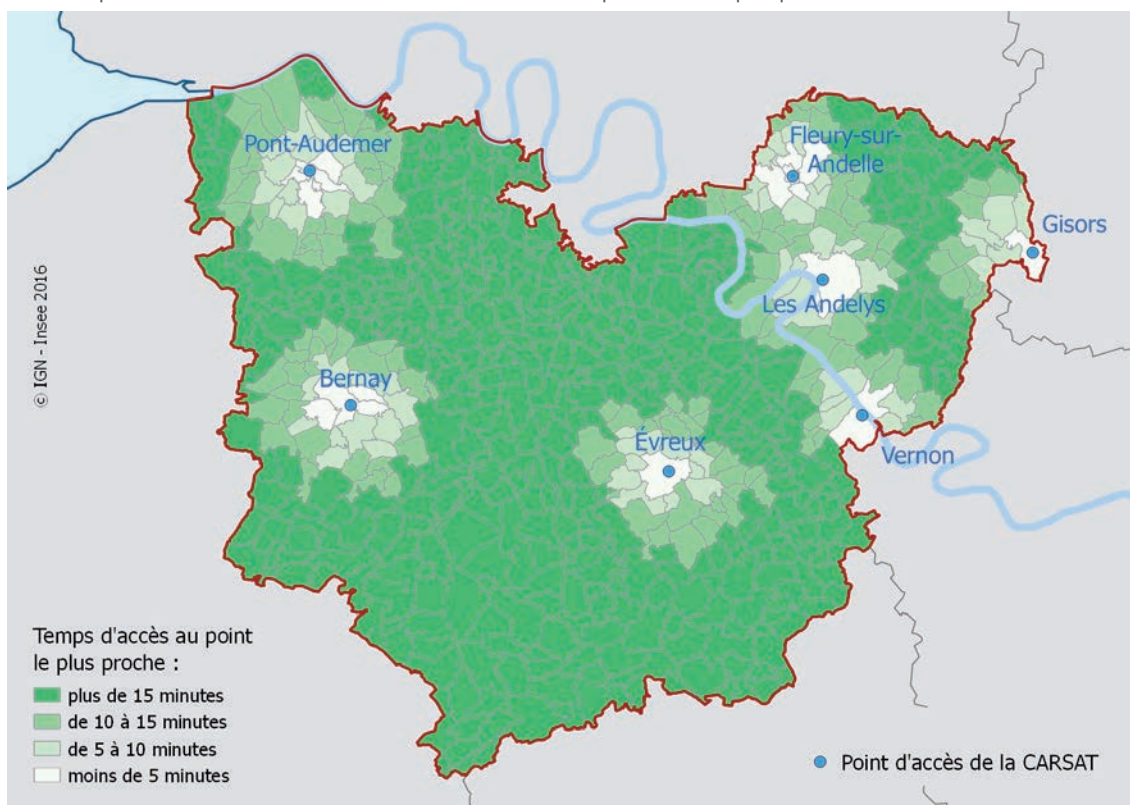 Pont-Audemer
Fleury-sur-
Andelle
Gisors
Les Andelys
Bernay
Évreux
Vernon
© IGN - Insee 2016
Temps d'accès au point
le plus proche :
plus de 15 minutes
de 10 à 15 minutes
de 5 à 10 minutes
moins de 5 minutes
Point d'accès de la CARSAT